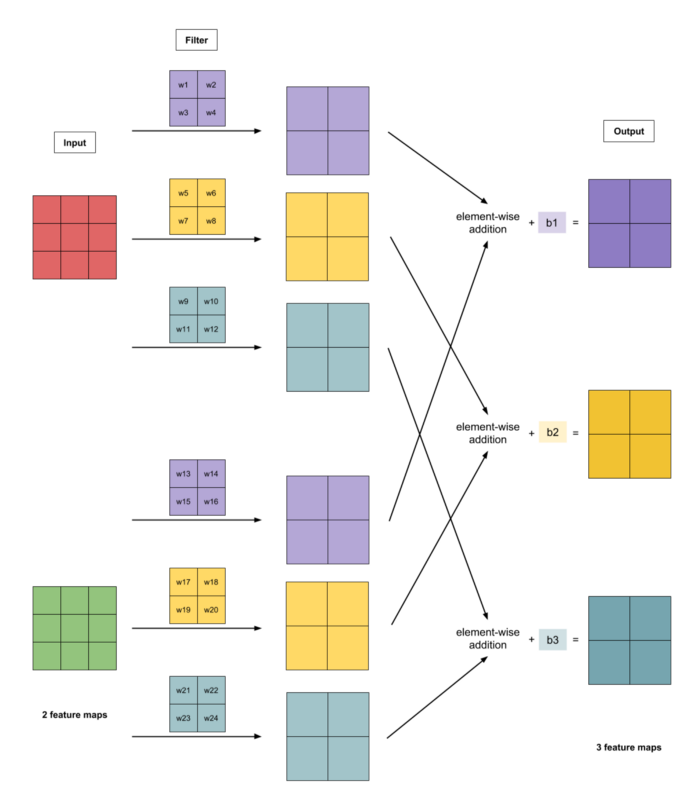 Filter
w1 w2
w3 w4
Input
Output
w5 w6
w7 w8
element-wise
addition
+ b1 =
w9 w10
w11 w12
element-wise
addition
+ b2 =
w13 w14
w15 w16
w17 w18
w19 w20
element-wise
addition
+ b3 =
w21 w22
w23 w24
2 feature maps
3 feature maps